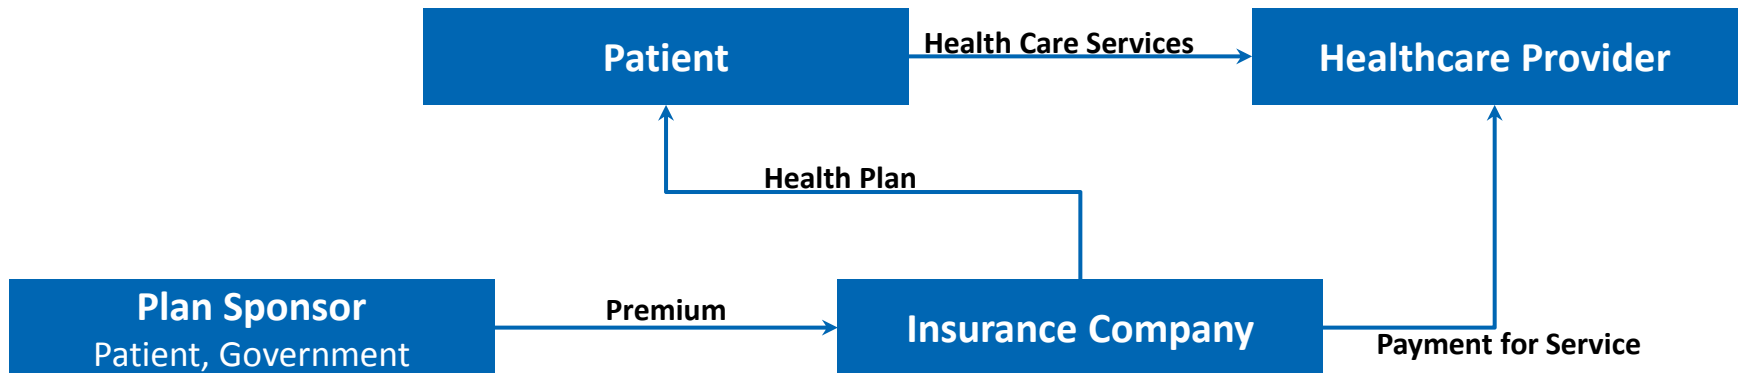 Patient
Health Care Services
Healthcare Provider
Health Plan
Plan Sponsor
Patient, Government
Premium
Insurance Company
Payment for Service